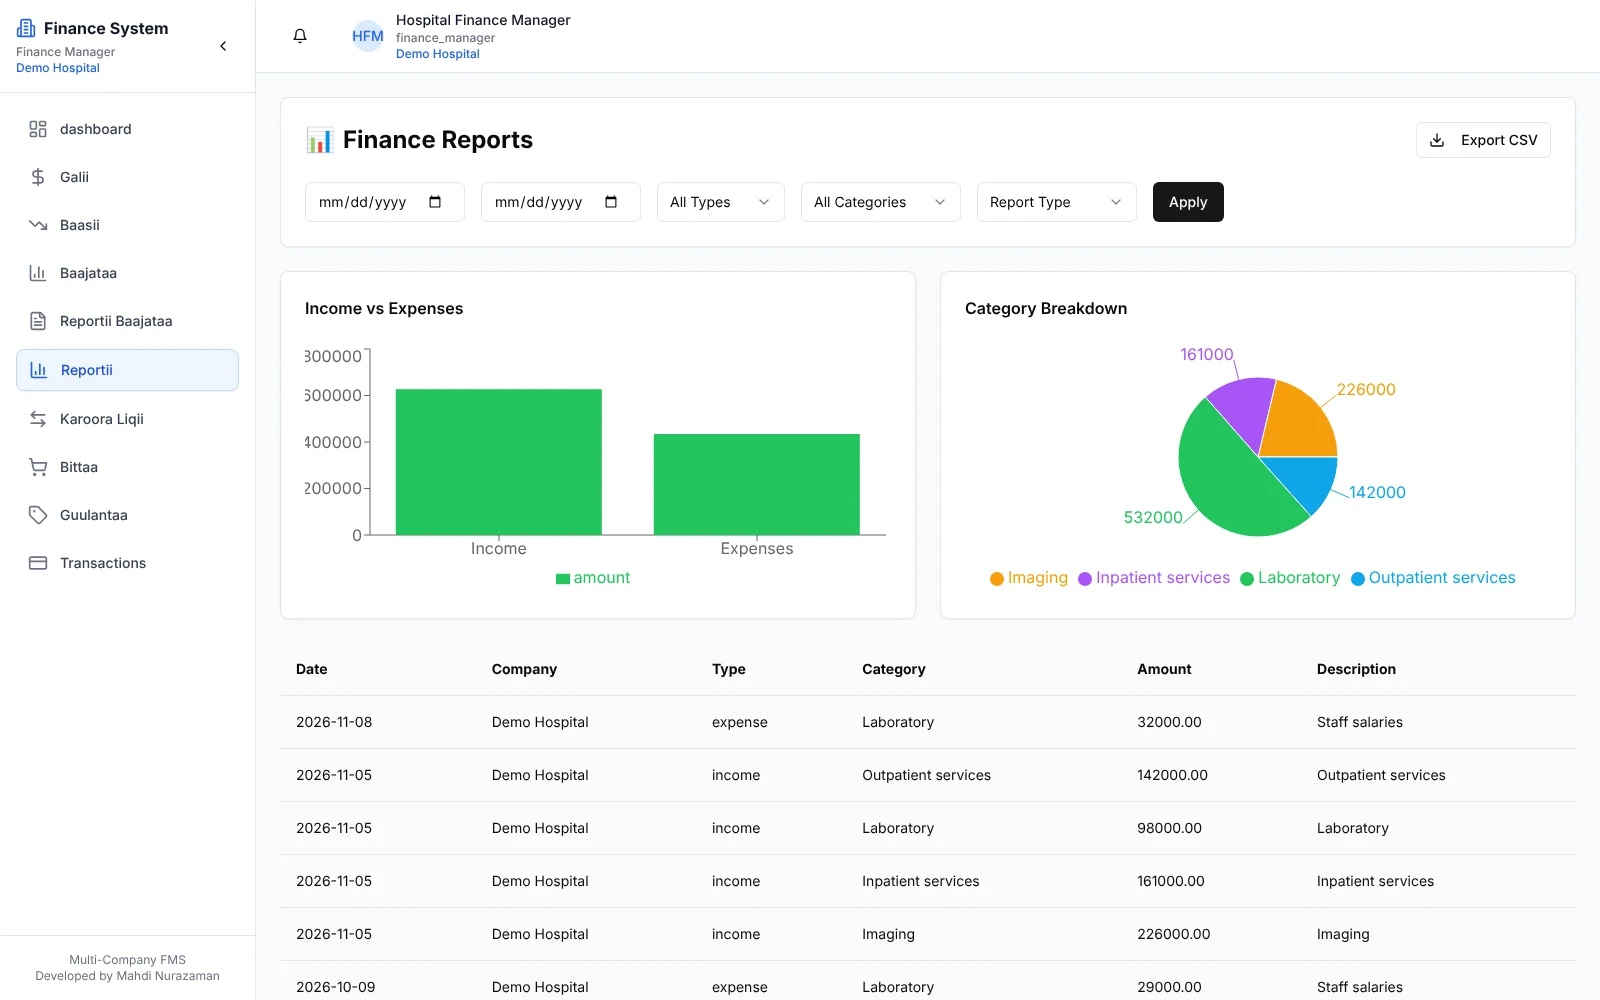 Finance System
Finance Manager
Demo Hospital
dashboard
Galii
Baasii
Baajataa
Reportii Baajataa
Reportii
Karoora Liqii
Bittaa
Guulantaa
Transactions
Multi-Company FMS
Developed by Mahdi Nurazaman
HFM
Hospital Finance Manager
finance_manager
Demo Hospital
📊 Finance Reports
Export CSV
mm/dd/yyyy mm/dd/yyyy All Types All Categories Report Type Apply
Income vs Expenses
800000
600000
400000
200000
0
Income Expenses
amount
Category Breakdown
161000
226000
142000
532000
Imaging Inpatient services Laboratory Outpatient services
Date Company Type Category Amount Description
2026-11-08 Demo Hospital expense Laboratory 32000.00 Staff salaries
2026-11-05 Demo Hospital income Outpatient services 142000.00 Outpatient services
2026-11-05 Demo Hospital income Laboratory 98000.00 Laboratory
2026-11-05 Demo Hospital income Inpatient services 161000.00 Inpatient services
2026-11-05 Demo Hospital income Imaging 226000.00 Imaging
2026-10-09 Demo Hospital expense Laboratory 29000.00 Staff salaries